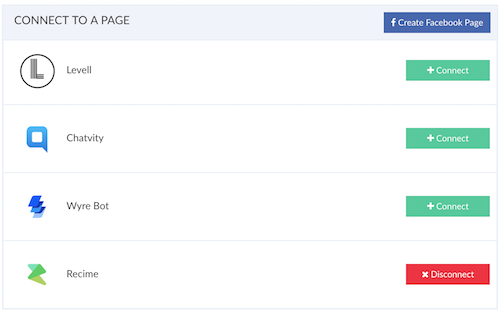 CONNECT TO A PAGE
Create Facebook Page
Levell
Connect
Chatvity
Connect
Wyre Bot
Connect
Recime
Disconnect